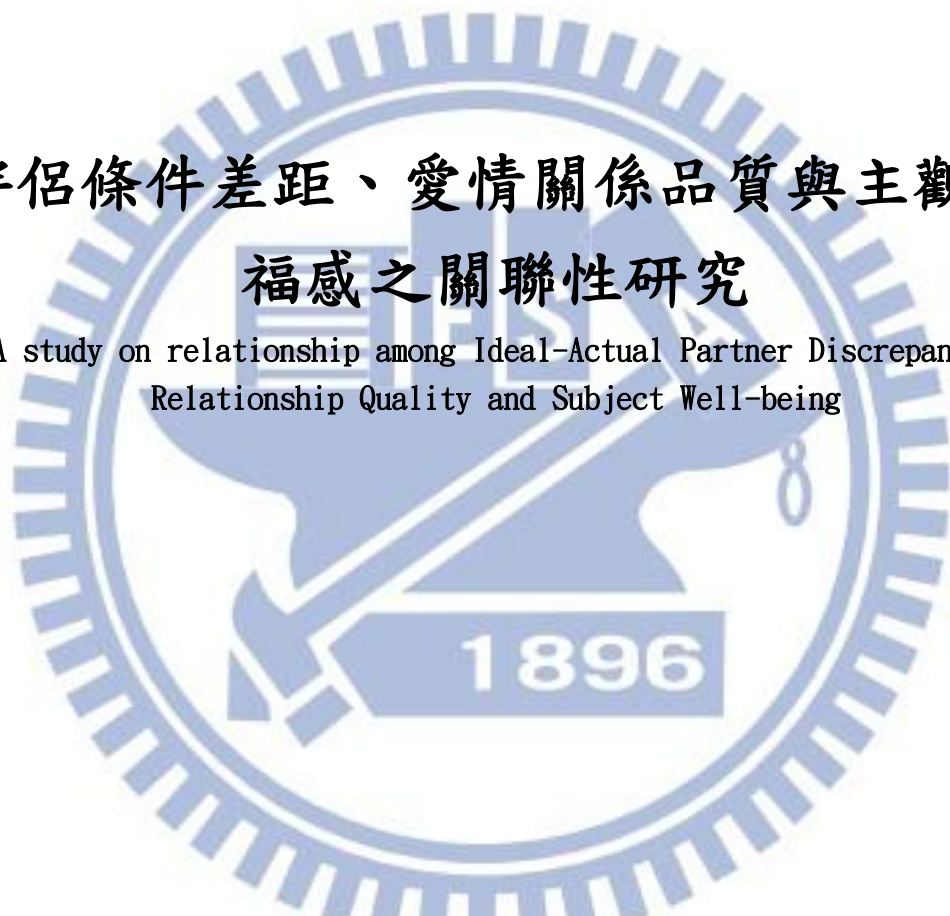 侶條件差距、愛情關係品質與主觀
福感之關聯性研究
A study on relationship among Ideal-Actual Partner Discrepan
Relationship Quality and Subject Well-being
1896